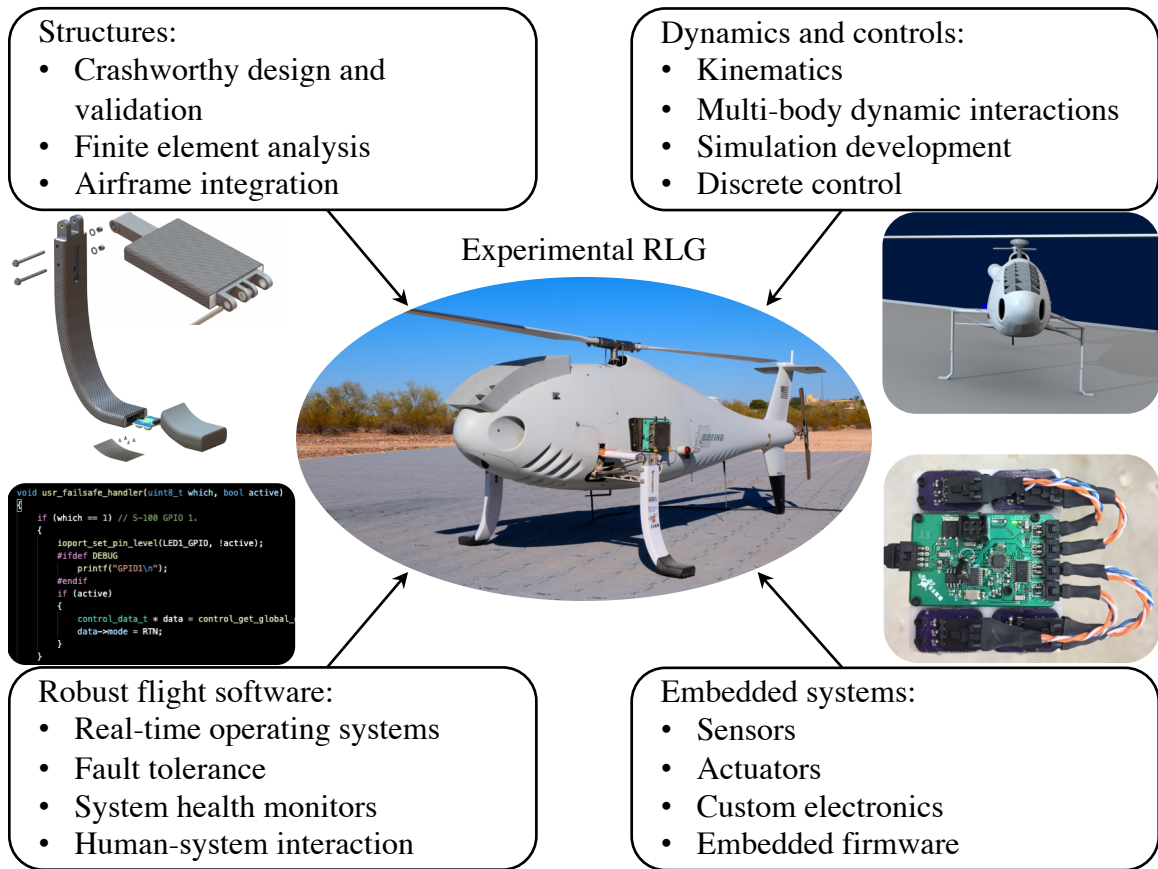 Structures:
• Crashworthy design and
validation
• Finite element analysis
• Airframe integration
Dynamics and controls:
• Kinematics
• Multi-body dynamic interactions
• Simulation development
• Discrete control
Experimental RLG
BOEING
void usr_failsafe_handler(uint8_t which, bool active)
{
if (which == 1) // S-100 GPIO 1.
{
ioport_set_pin_level(LED1_GPIO, !active);
#ifdef DEBUG
printf("GPIO1\n");
#endif
if (active)
{
control_data_t * data = control_get_global_
data->mode = RTN;
}
}
Robust flight software:
• Real-time operating systems
• Fault tolerance
• System health monitors
• Human-system interaction
Embedded systems:
• Sensors
• Actuators
• Custom electronics
• Embedded firmware